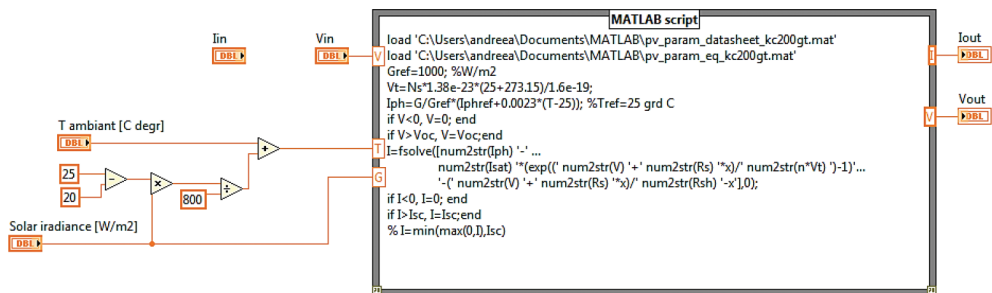 MATLAB script
Iin
Vin
DBL
DBL
V
load 'C:\Users\andreea\Documents\MATLAB\pv_param_datasheet_kc200gt.mat'
load 'C:\Users\andreea\Documents\MATLAB\pv_param_eq_kc200gt.mat'
Gref=1000; %W/m2
Vt=Ns*1.38e-23*(25+273.15)/1.6e-19;
Iph=G/Gref*(Iphref+0.0023*(T-25)); %Tref=25 grd C
if V<0, V=0; end
if V>Voc, V=Voc;end
I=fsolve([num2str(Iph) '-' ...
num2str(Isat) '*(exp((' num2str(V) '+' num2str(Rs) '*x)/' num2str(n*Vt) ')-1)'...
'-(' num2str(V) '+' num2str(Rs) '*x)/' num2str(Rsh) '-x'],0);
if I<0, I=0; end
if I>Isc, I=Isc;end
% I=min(max(0,I),Isc)
I
Iout
DBL
V
Vout
DBL
T ambiant [C degr]
DBL
+
T
G
25
20
-
×
800
÷
Solar iradiance [W/m2]
DBL